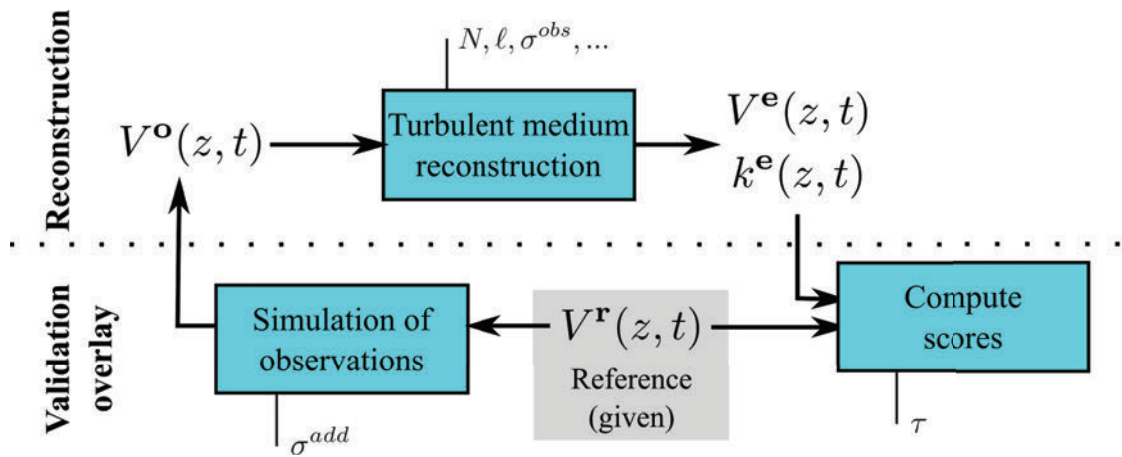 Reconstruction
N, ℓ, σ^{obs}, ...
V^{o}(z, t)
Turbulent medium
reconstruction
V^{e}(z, t)
k^{e}(z, t)
Validation
overlay
Simulation of
observations
σ^{add}
V^{r}(z, t)
Reference
(given)
Compute
scores
τ